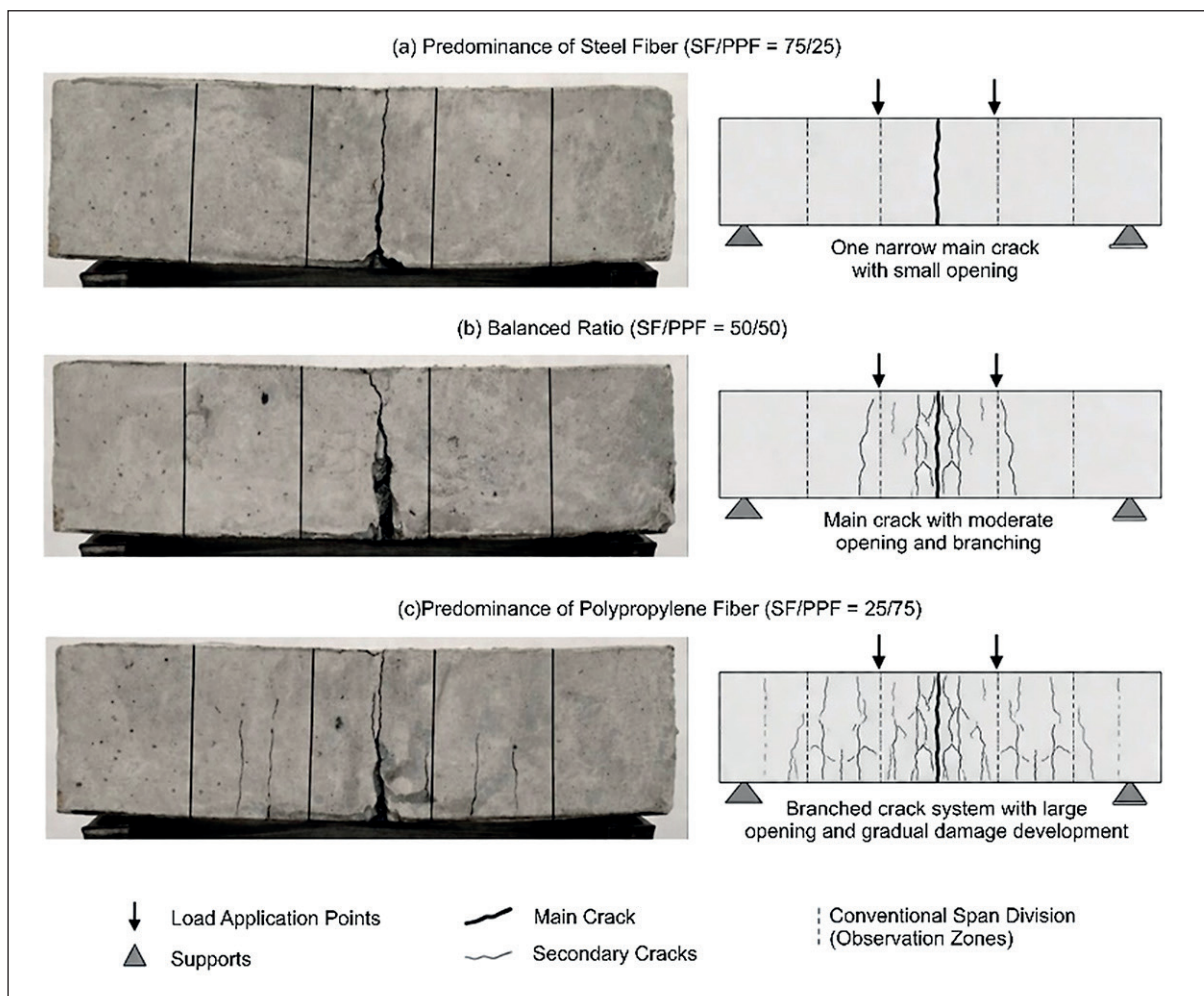 (a) Predominance of Steel Fiber (SF/PPF = 75/25)
One narrow main crack
with small opening
(b) Balanced Ratio (SF/PPF = 50/50)
Main crack with moderate
opening and branching
(c)Predominance of Polypropylene Fiber (SF/PPF = 25/75)
Branched crack system with large
opening and gradual damage development
Load Application Points
Main Crack
Conventional Span Division
(Observation Zones)
Supports
Secondary Cracks